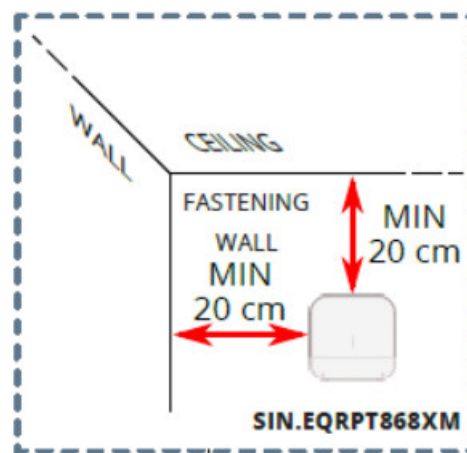 WALL
CEILING
FASTENING
WALL
MIN
20 cm
MIN
20 cm
SIN.EQRPT868XM